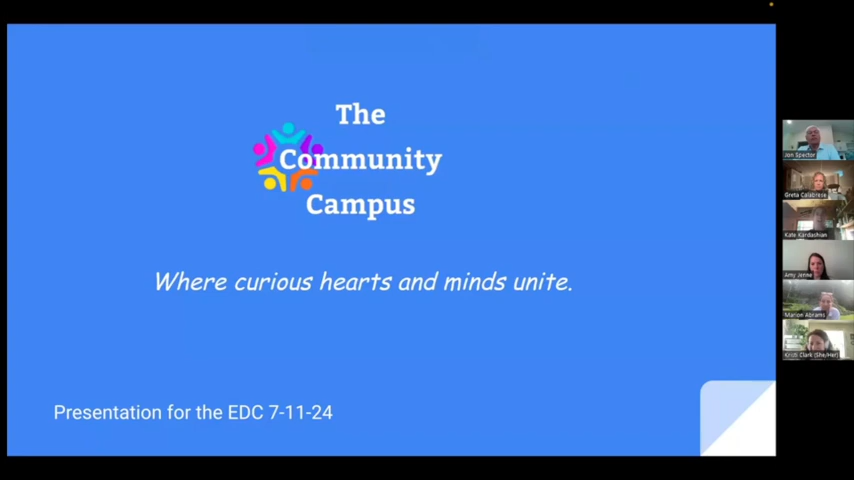 The
Community
Campus
Where curious hearts and minds unite.
Presentation for the EDC 7-11-24
Jon Spector
Greta Calabrese
Kate Kardashian
Amy Jenne
Marion Abrams
Kristi Clark (She/Her)